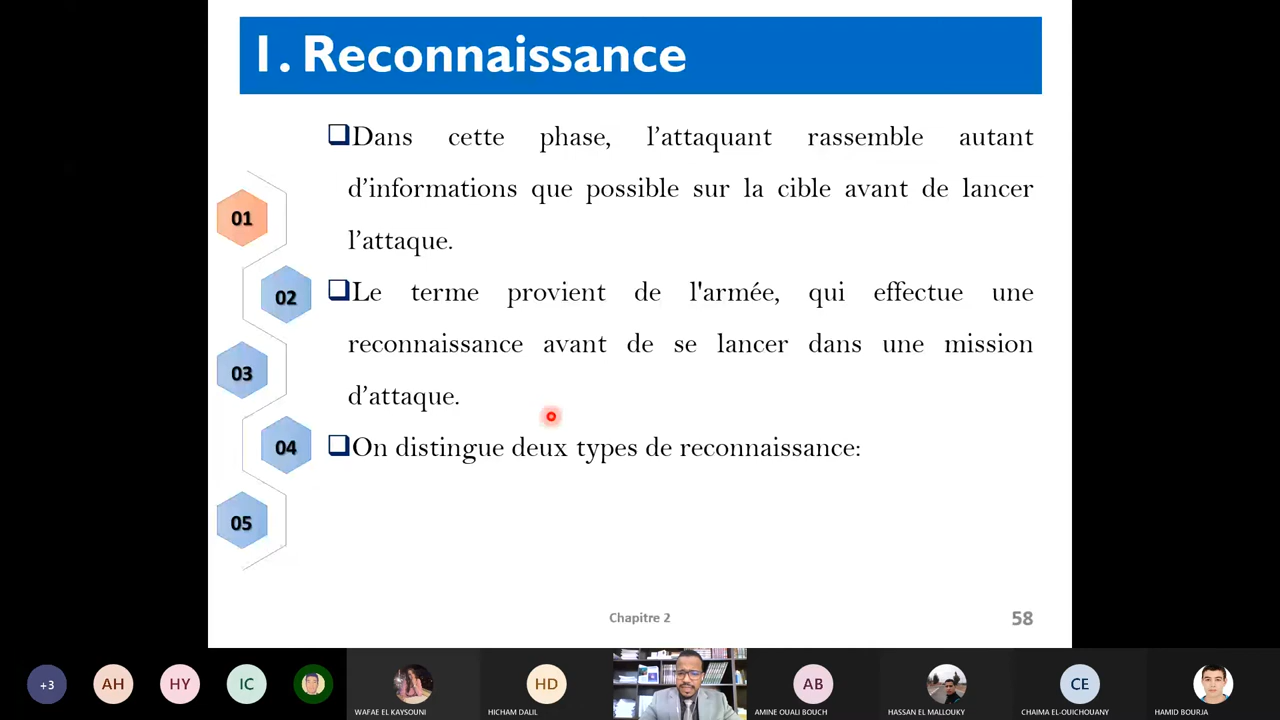 1. Reconnaissance
❑Dans cette phase, l’attaquant rassemble autant
d’informations que possible sur la cible avant de lancer
l’attaque.
❑Le terme provient de l'armée, qui effectue une
reconnaissance avant de se lancer dans une mission
d’attaque.
❑On distingue deux types de reconnaissance:
01
02
03
04
05
Chapitre 2
58
+3
AH
HY
IC
WAFAE EL KAYSOUNI
HD
HICHAM DALIL
AB
AMINE OUALI BOUCH
HASSAN EL MALLOUKY
CE
CHAIMA EL-OUICHOUANY
HAMID BOURJA